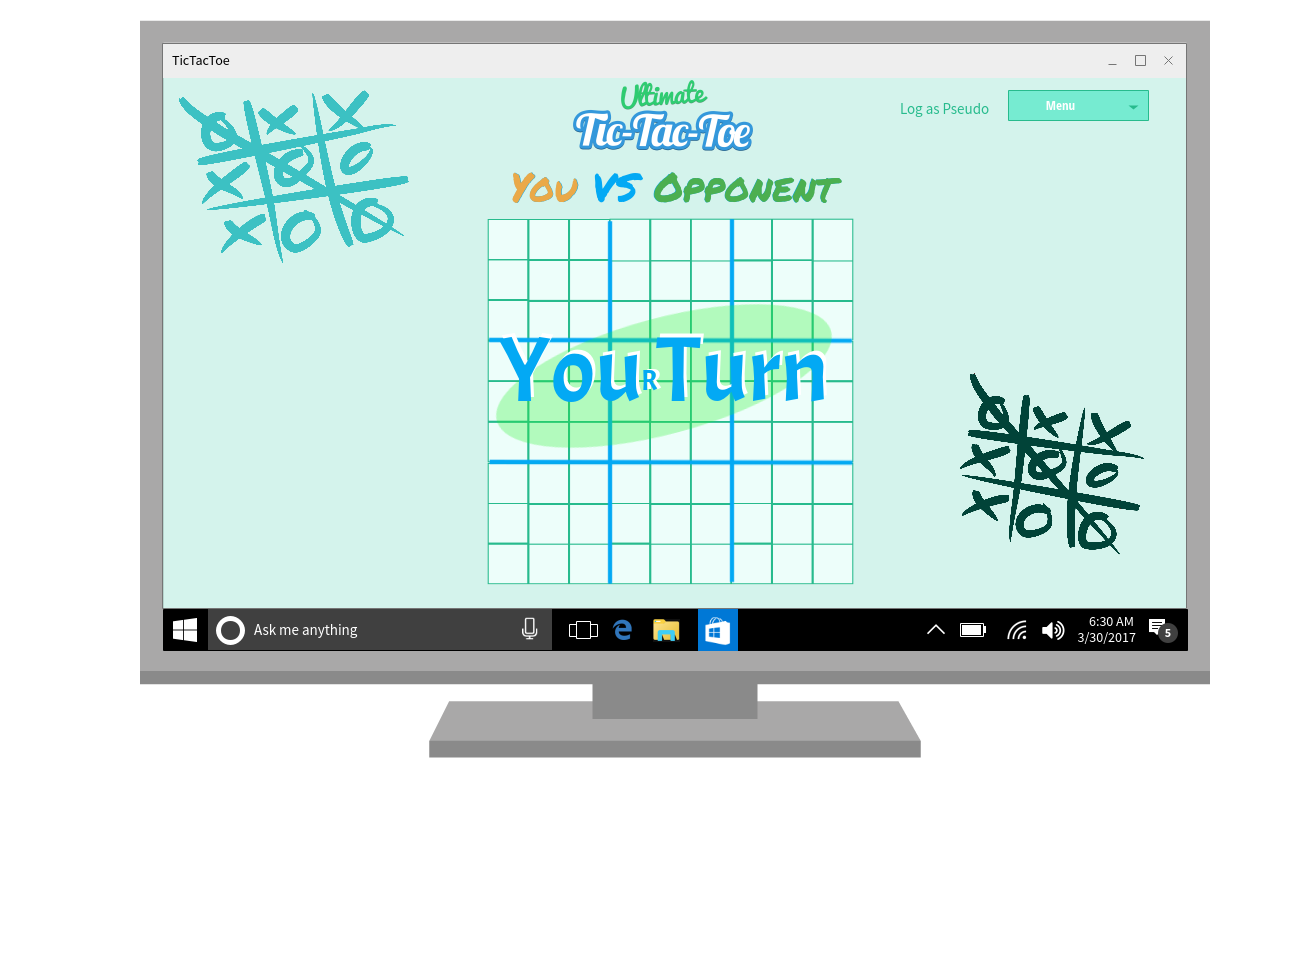 TicTacToe
Ultimate
Tic-Tac-Toe
Log as Pseudo
Menu
You vs Opponent
You R Turn
Ask me anything
6:30 AM
3/30/2017
5